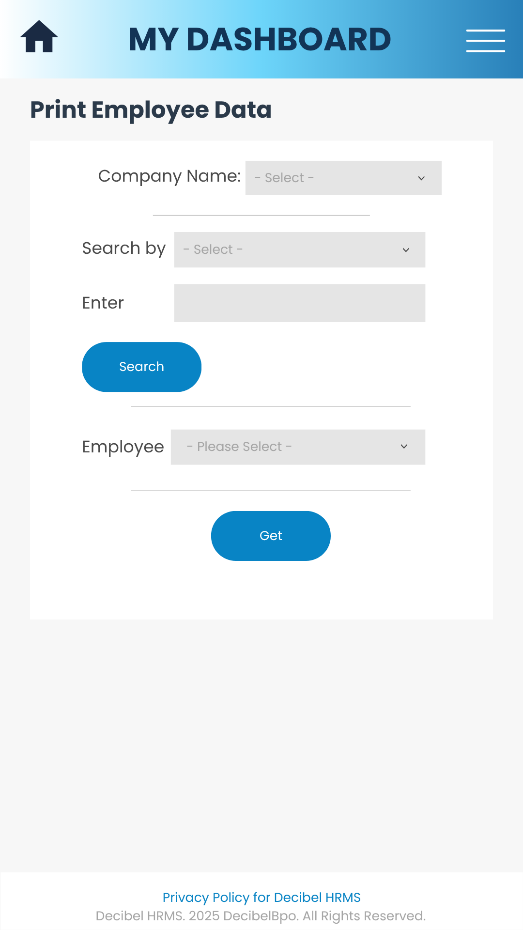 MY DASHBOARD
Print Employee Data
Company Name: - Select -
Search by - Select -
Enter
Search
Employee - Please Select -
Get
Privacy Policy for Decibel HRMS
Decibel HRMS. 2025 DecibelBpo. All Rights Reserved.